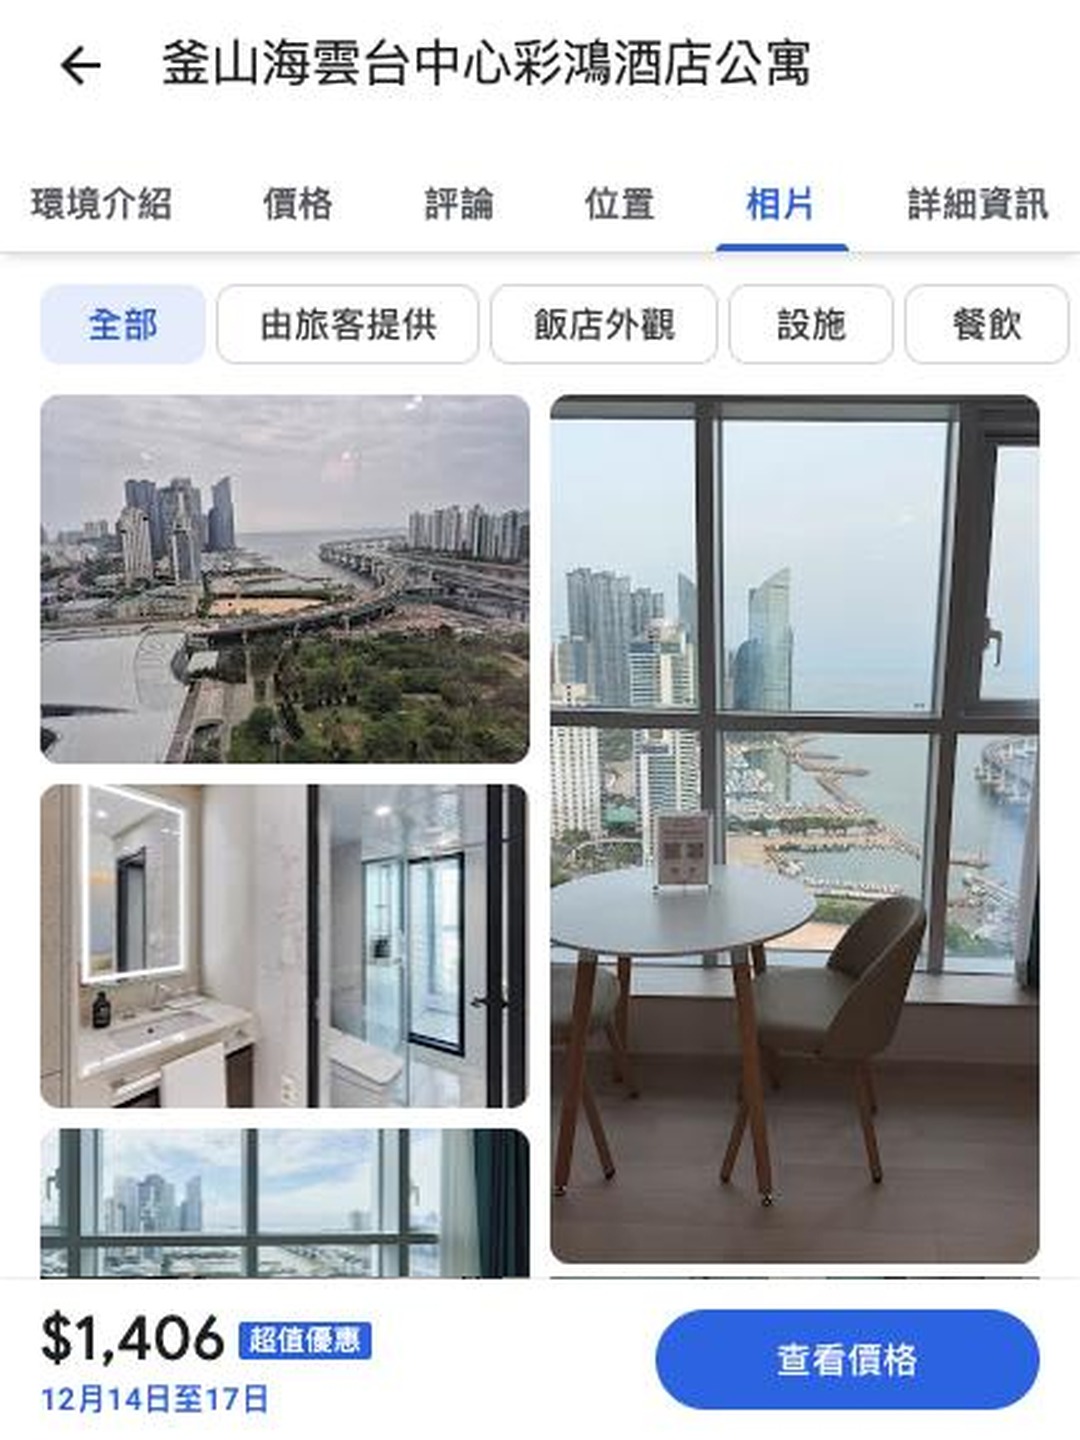 釜山海雲台中心彩鴻酒店公寓
環境介紹 價格 評論 位置 相片 詳細資訊
全部 由旅客提供 飯店外觀 設施 餐飲
$1,406 超值優惠
查看價格
12月14日至17日